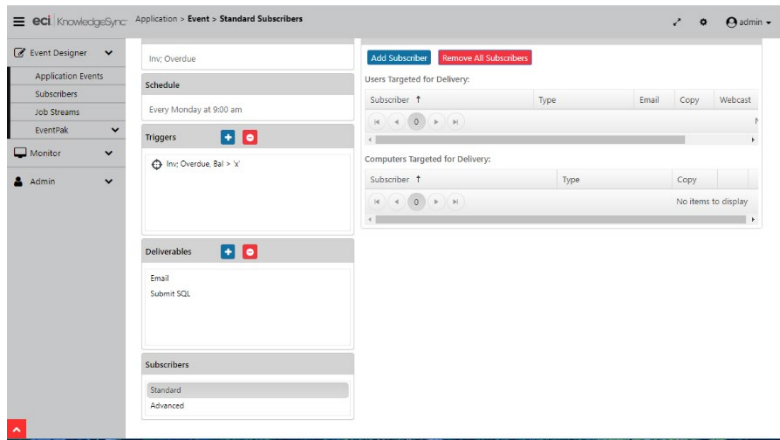 eci KnowledgeSync
Application > Event > Standard Subscribers
admin
Event Designer
Application Events
Subscribers
Job Streams
EventPak
Monitor
Admin
Inv; Overdue
Schedule
Every Monday at 9:00 am
Triggers
Inv; Overdue, Bal > 'x'
Deliverables
Email
Submit SQL
Subscribers
Standard
Advanced
Add Subscriber Remove All Subscribers
Users Targeted for Delivery:
Subscriber ↑ Type Email Copy Webcast
0
Computers Targeted for Delivery:
Subscriber ↑ Type Copy
0 No items to display